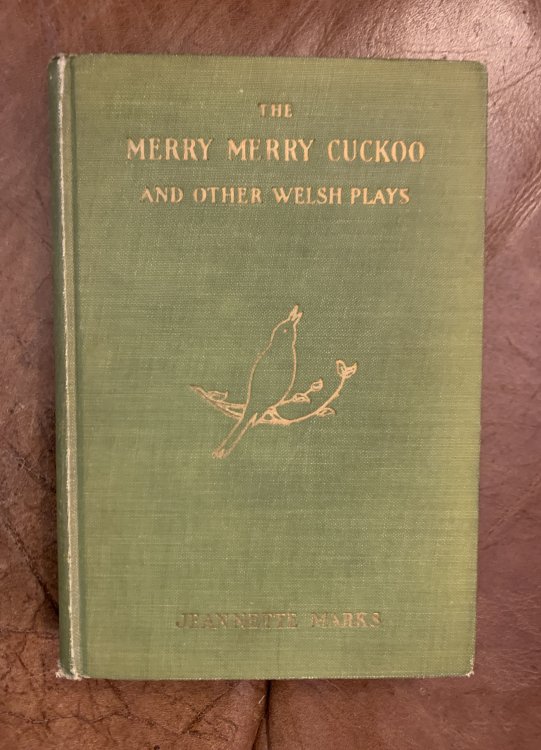 THE
MERRY MERRY CUCKOO
AND OTHER WELSH PLAYS
JEANNETTE MARKS